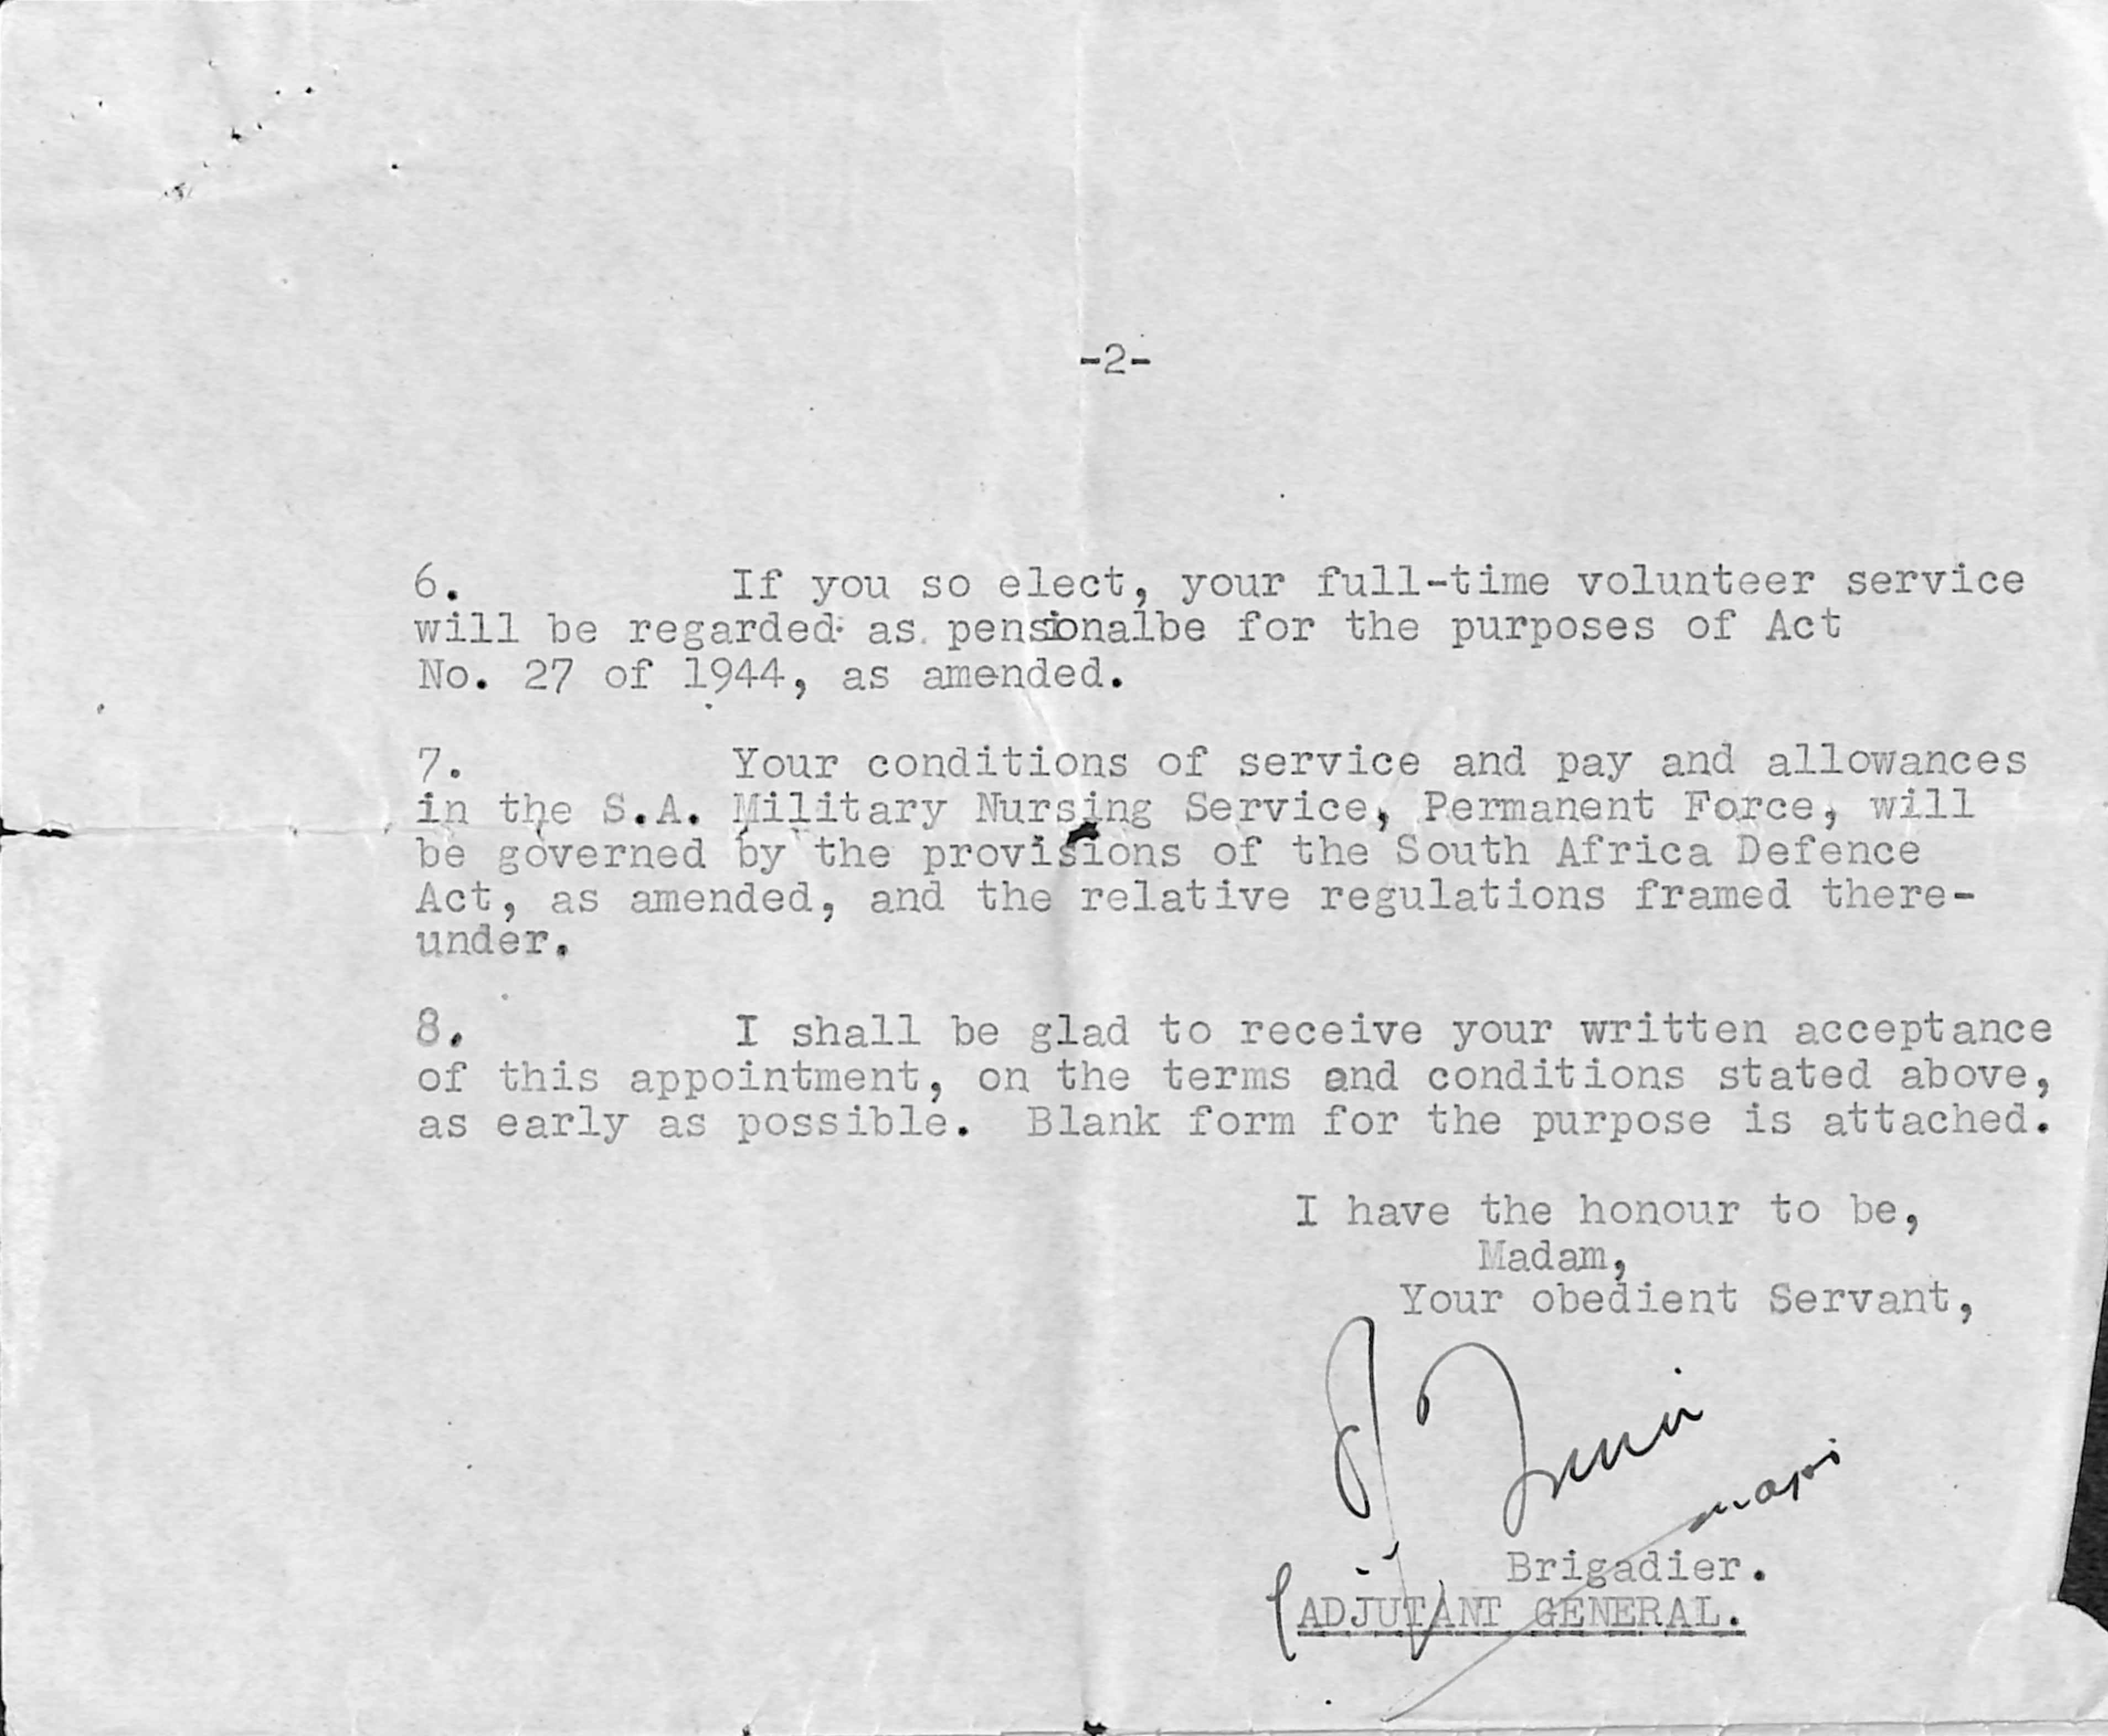 -2-
6. If you so elect, your full-time volunteer service
will be regarded as pensionalbe for the purposes of Act
No. 27 of 1944, as amended.
7. Your conditions of service and pay and allowances
in the S.A. Military Nursing Service, Permanent Force, will
be governed by the provisions of the South Africa Defence
Act, as amended, and the relative regulations framed there-
under.
8. I shall be glad to receive your written acceptance
of this appointment, on the terms and conditions stated above,
as early as possible. Blank form for the purpose is attached.
I have the honour to be,
Madam,
Your obedient Servant,
Brigadier.
ADJUTANT GENERAL.